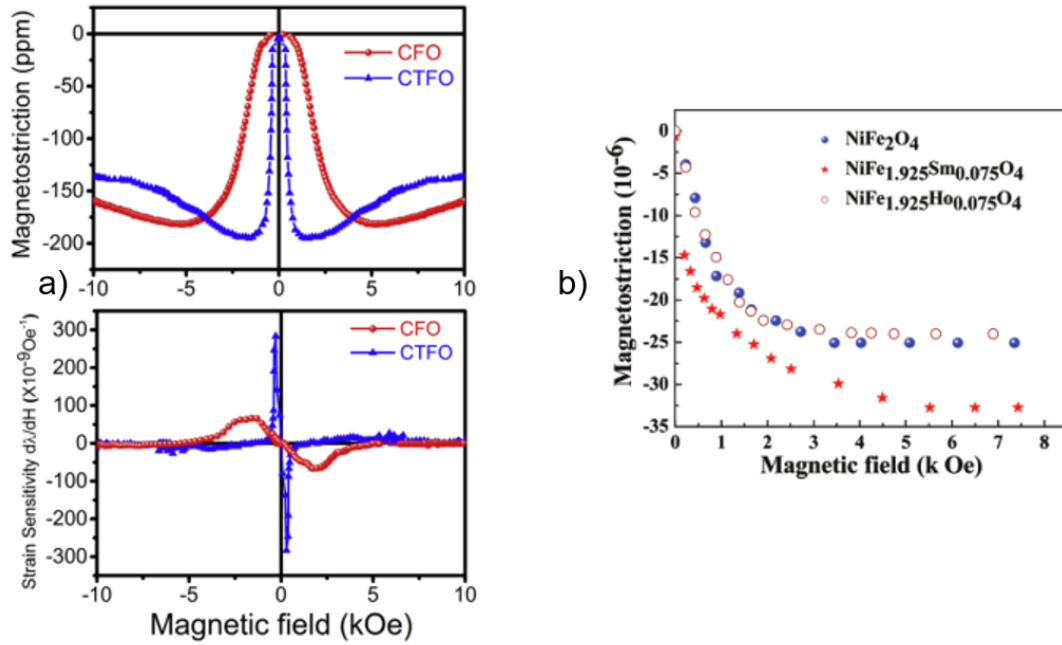 Magnetostriction (ppm)
0
-50
-100
-150
-200
CFO
CTFO
-10
-5
0
5
10
a)
Strain Sensitivity dλ/dH (X10⁻⁹Oe⁻¹)
300
200
100
0
-100
-200
-300
CFO
CTFO
-10
-5
0
5
10
Magnetic field (kOe)
b)
Magnetostriction (10⁻⁶)
0
-5
-10
-15
-20
-25
-30
-35
NiFe₂O₄
NiFe₁.₉₂₅Sm₀.₀₇₅O₄
NiFe₁.₉₂₅Ho₀.₀₇₅O₄
0
1
2
3
4
5
6
7
8
Magnetic field (k Oe)